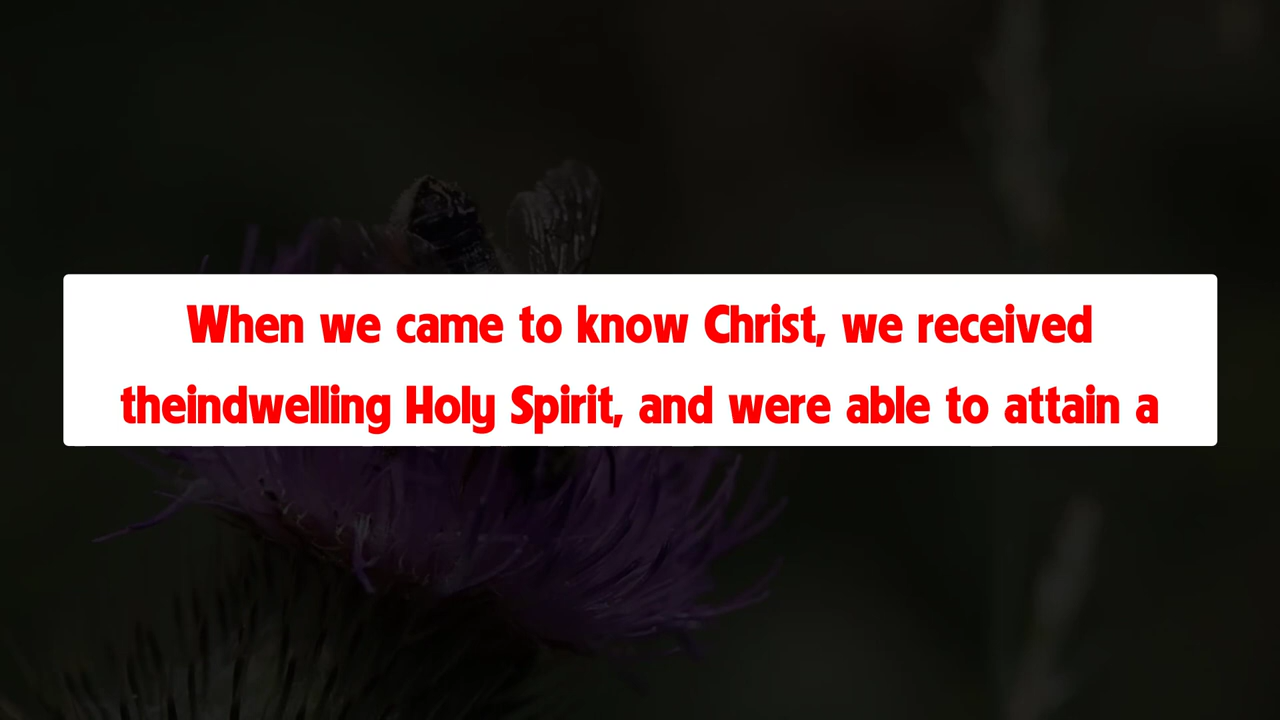 When we came to know Christ, we received
theindwelling Holy Spirit, and were able to attain a